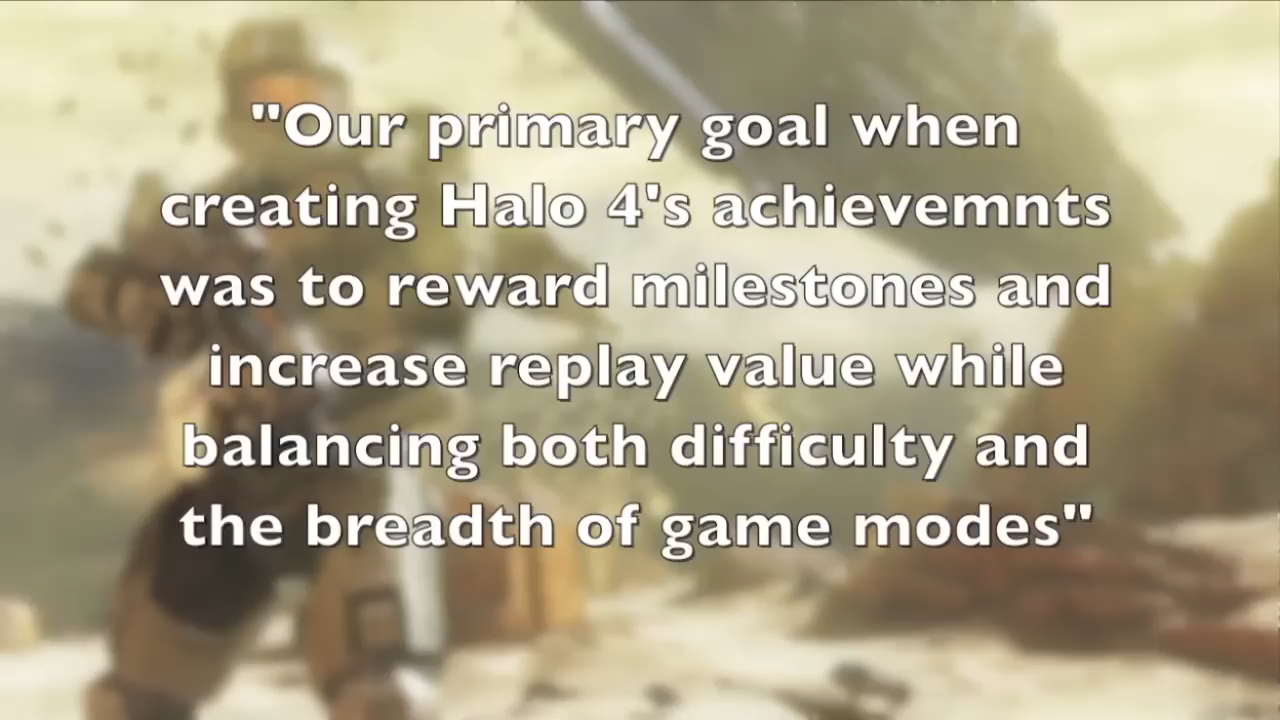 "Our primary goal when
creating Halo 4's achievemnts
was to reward milestones and
increase replay value while
balancing both difficulty and
the breadth of game modes"